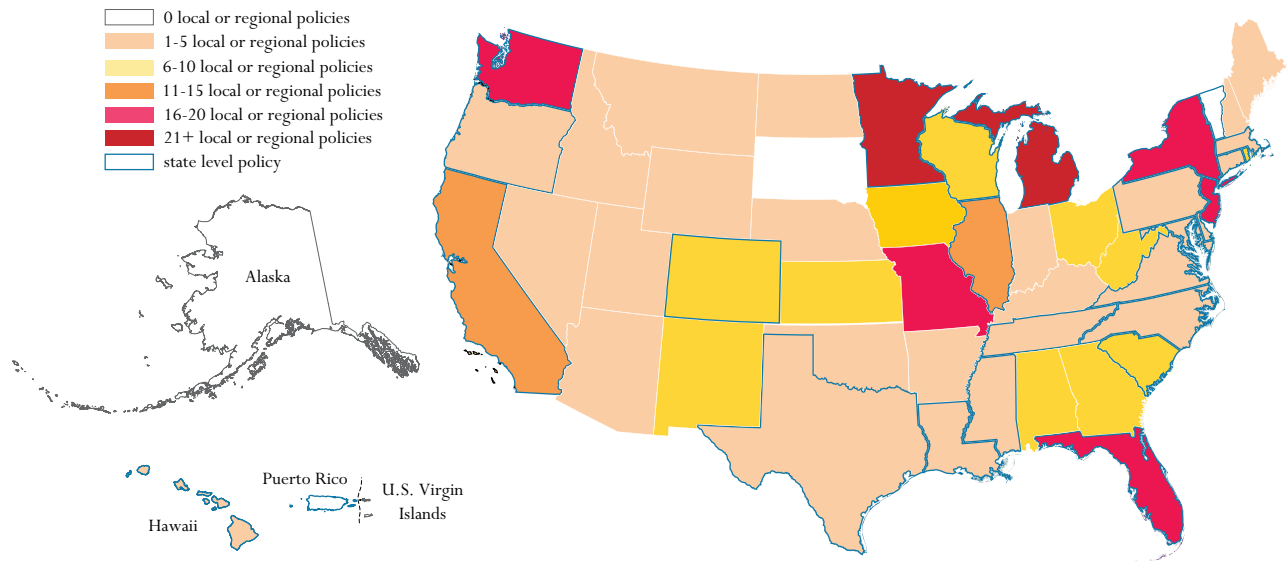 0 local or regional policies
1-5 local or regional policies
6-10 local or regional policies
11-15 local or regional policies
16-20 local or regional policies
21+ local or regional policies
state level policy
Alaska
Puerto Rico
U.S. Virgin
Islands
Hawaii